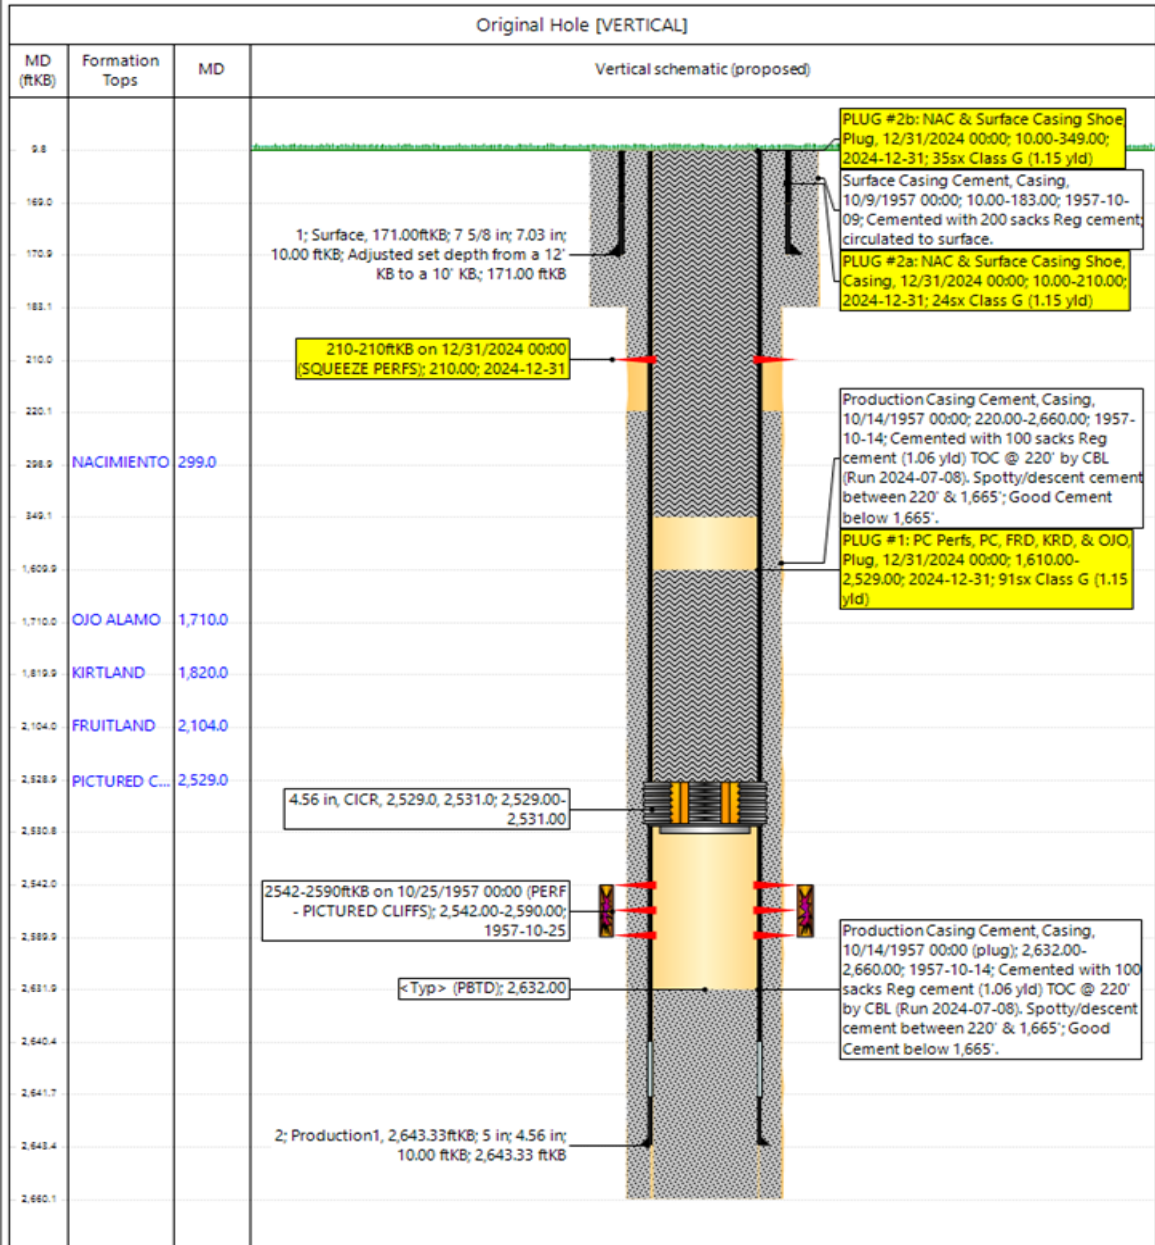 Original Hole [VERTICAL]
MD
(ftKB)
Formation
Tops
MD
Vertical schematic (proposed)
9.8
169.0
170.9
183.1
210.0
220.1
298.9
349.1
1,609.9
1,710.0
1,819.9
2,104.0
2,528.9
2,530.8
2,542.0
2,589.9
2,631.9
2,640.4
2,641.7
2,643.4
2,660.1
NACIMIENTO 299.0
OJO ALAMO 1,710.0
KIRTLAND 1,820.0
FRUITLAND 2,104.0
PICTURED C... 2,529.0
1; Surface, 171.00ftKB; 7 5/8 in; 7.03 in;
10.00 ftKB; Adjusted set depth from a 12'
KB to a 10' KB.; 171.00 ftKB
210-210ftKB on 12/31/2024 00:00
(SQUEEZE PERFS); 210.00; 2024-12-31
4.56 in, CICR, 2,529.0, 2,531.0; 2,529.00-
2,531.00
2542-2590ftKB on 10/25/1957 00:00 (PERF
- PICTURED CLIFFS); 2,542.00-2,590.00;
1957-10-25
<Typ> (PBTD); 2,632.00
2; Production1, 2,643.33ftKB; 5 in; 4.56 in;
10.00 ftKB; 2,643.33 ftKB
PLUG #2b: NAC & Surface Casing Shoe,
Plug, 12/31/2024 00:00; 10.00-349.00;
2024-12-31; 35sx Class G (1.15 yld)
Surface Casing Cement, Casing,
10/9/1957 00:00; 10.00-183.00; 1957-10-
09; Cemented with 200 sacks Reg cement;
circulated to surface.
PLUG #2a: NAC & Surface Casing Shoe,
Casing, 12/31/2024 00:00; 10.00-210.00;
2024-12-31; 24sx Class G (1.15 yld)
Production Casing Cement, Casing,
10/14/1957 00:00; 220.00-2,660.00; 1957-
10-14; Cemented with 100 sacks Reg
cement (1.06 yld) TOC @ 220' by CBL
(Run 2024-07-08). Spotty/descent cement
between 220' & 1,665'; Good Cement
below 1,665'.
PLUG #1: PC Perfs, PC, FRD, KRD, & OJO,
Plug, 12/31/2024 00:00; 1,610.00-
2,529.00; 2024-12-31; 91sx Class G (1.15
yld)
Production Casing Cement, Casing,
10/14/1957 00:00 (plug); 2,632.00-
2,660.00; 1957-10-14; Cemented with 100
sacks Reg cement (1.06 yld) TOC @ 220'
by CBL (Run 2024-07-08). Spotty/descent
cement between 220' & 1,665'; Good
Cement below 1,665'.